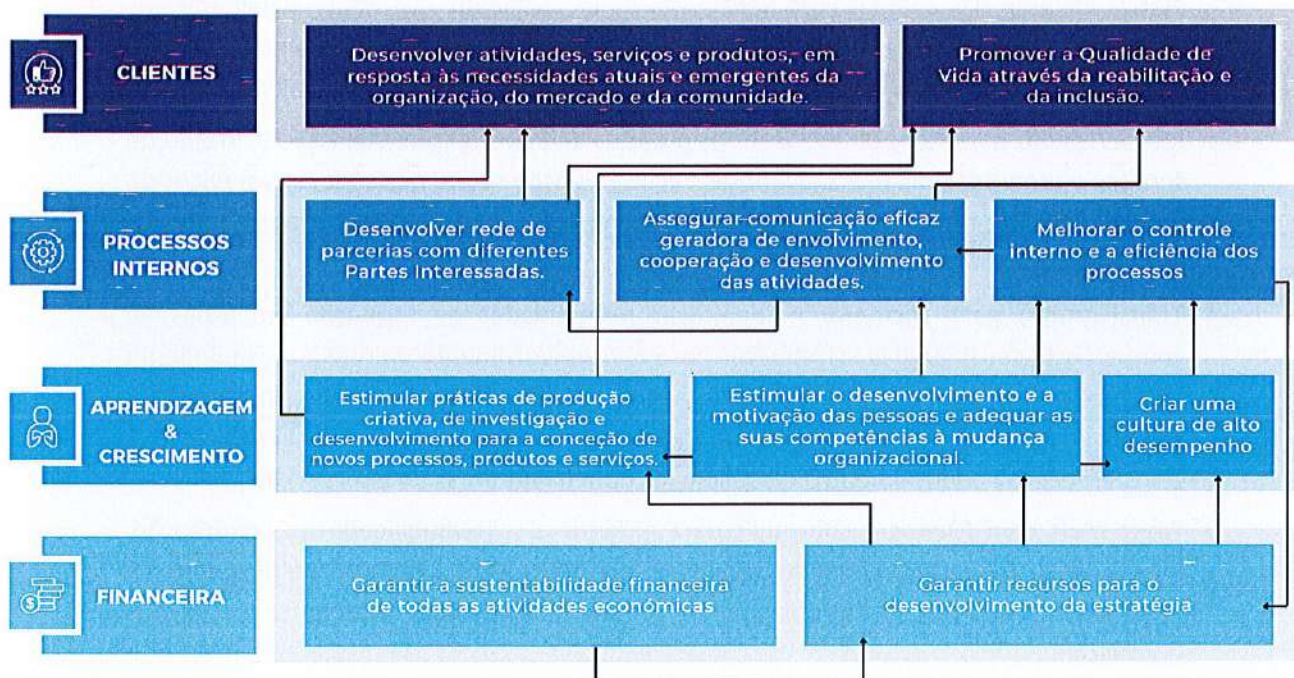 CLIENTES
Desenvolver atividades, serviços e produtos, em
resposta às necessidades atuais e emergentes da
organização, do mercado e da comunidade.
Promover a Qualidade de
Vida através da reabilitação e
da inclusão.
PROCESSOS
INTERNOS
Desenvolver rede de
parcerias com diferentes
Partes Interessadas.
Assegurar comunicação eficaz
geradora de envolvimento,
cooperação e desenvolvimento
das atividades.
Melhorar o controle
interno e a eficiência dos
processos
APRENDIZAGEM
&
CRESCIMENTO
Estimular práticas de produção
criativa, de investigação e
desenvolvimento para a conceção de
novos processos, produtos e serviços.
Estimular o desenvolvimento e a
motivação das pessoas e adequar as
suas competências à mudança
organizacional.
Criar uma
cultura de alto
desempenho
FINANCEIRA
Garantir a sustentabilidade financeira
de todas as atividades económicas
Garantir recursos para o
desenvolvimento da estratégia